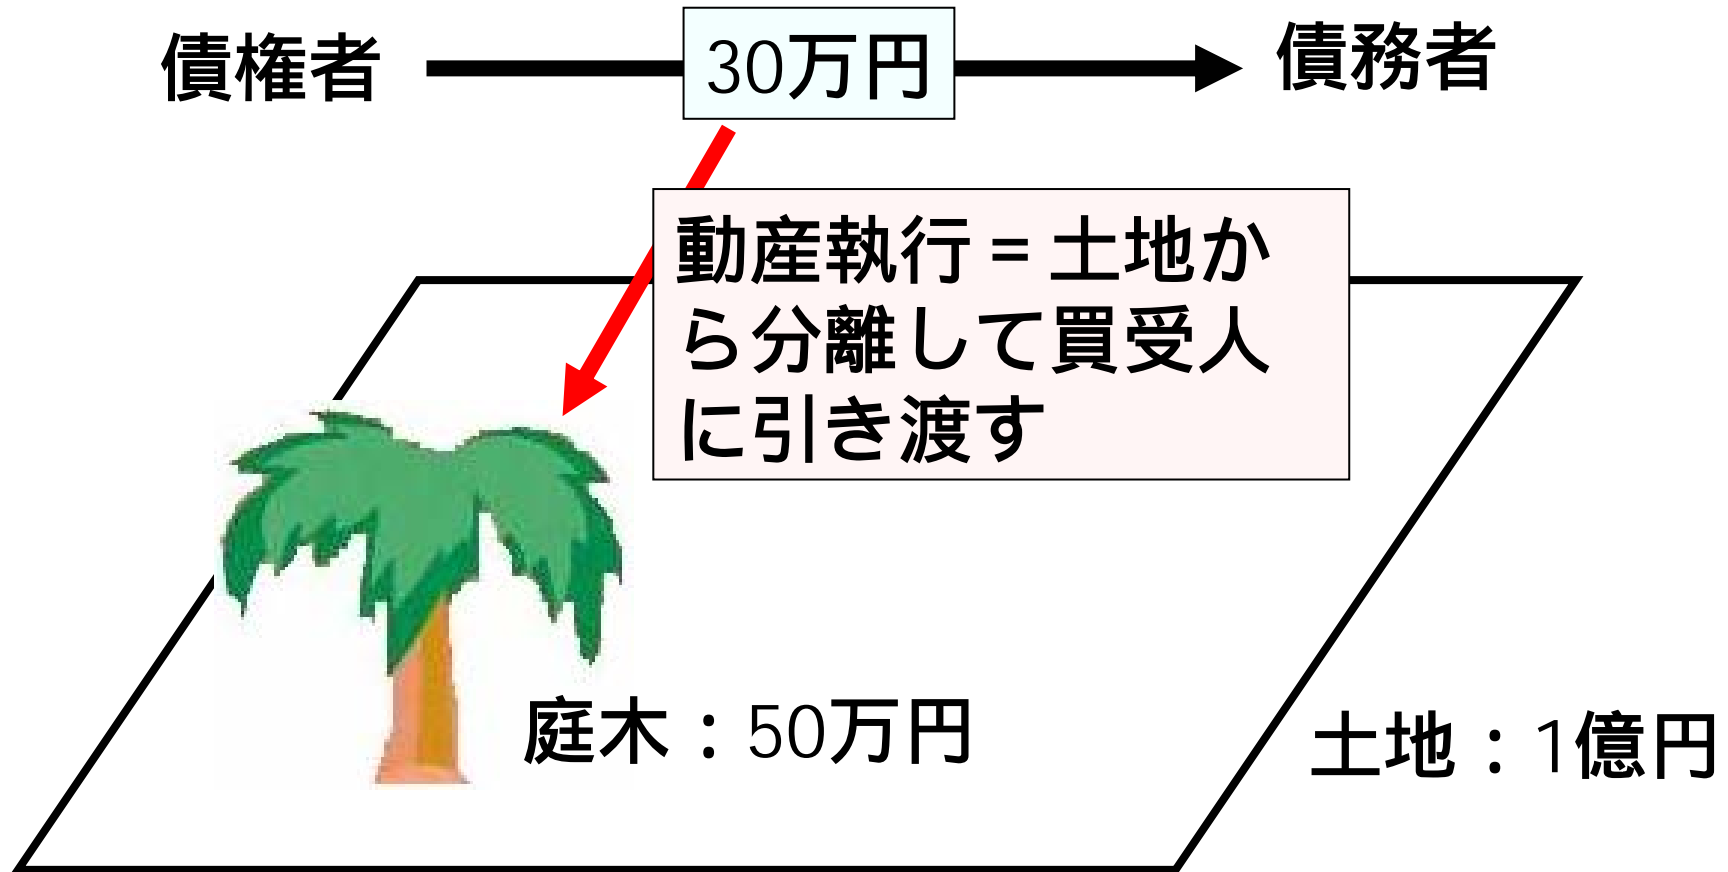 債権者
30万円
債務者
動産執行=土地か
ら分離して買受人
に引き渡す
庭木：50万円
土地：1億円